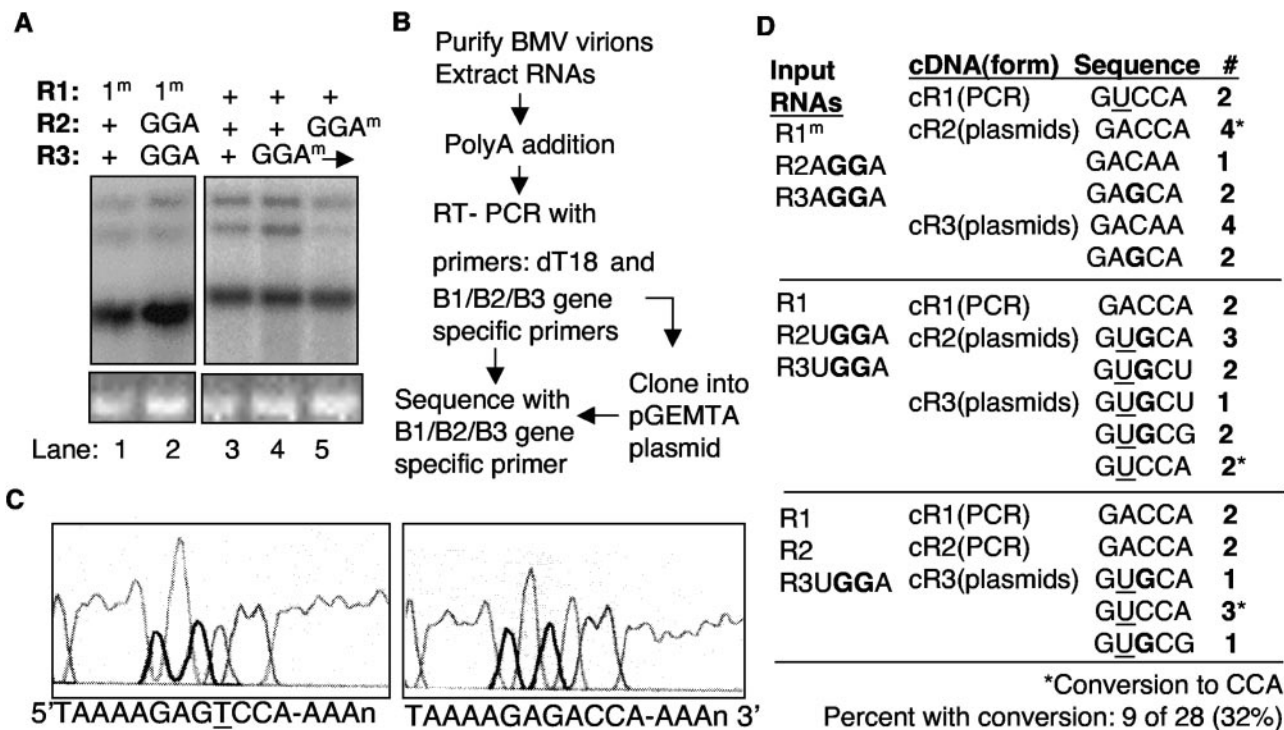 A
R1: 1ᵐ 1ᵐ + + +
R2: + GGA + + GGAᵐ
R3: + GGA + GGAᵐ
Lane: 1 2 3 4 5
B
Purify BMV virions
Extract RNAs
PolyA addition
RT- PCR with
primers: dT18 and
B1/B2/B3 gene
specific primers
Sequence with
B1/B2/B3 gene
specific primer
Clone into
pGEMTA
plasmid
C
5'TAAAAGAGTCCA-AAAn
TAAAAGAGACCA-AAAn 3'
D
Input
RNAs
cDNA(form) Sequence #
cR1(PCR) GUCCA 2
R1ᵐ cR2(plasmids) GACCA 4*
R2AGGA GACAA 1
R3AGGA GAGCA 2
cR3(plasmids) GACAA 4
GAGCA 2
R1 cR1(PCR) GACCA 2
R2UGGA cR2(plasmids) GUGCA 3
R3UGGA GUGCU 2
cR3(plasmids) GUGCU 1
GUGCG 2
GUCCA 2*
R1 cR1(PCR) GACCA 2
R2 cR2(PCR) GACCA 2
R3UGGA cR3(plasmids) GUGCA 1
GUCCA 3*
GUGCG 1
*Conversion to CCA
Percent with conversion: 9 of 28 (32%)